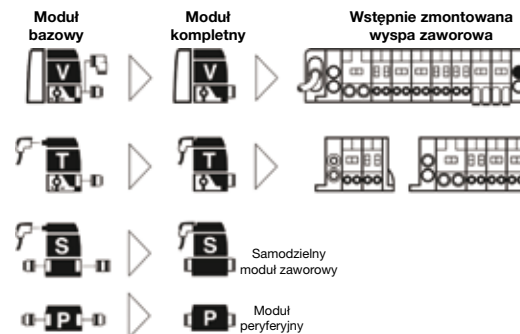 Moduł
bazowy
Moduł
kompletny
Wstępnie zmontowana
wyspa zaworowa
V
V
T
T
S
S
Samodzielny
moduł zaworowy
P
P
Moduł
peryferyjny